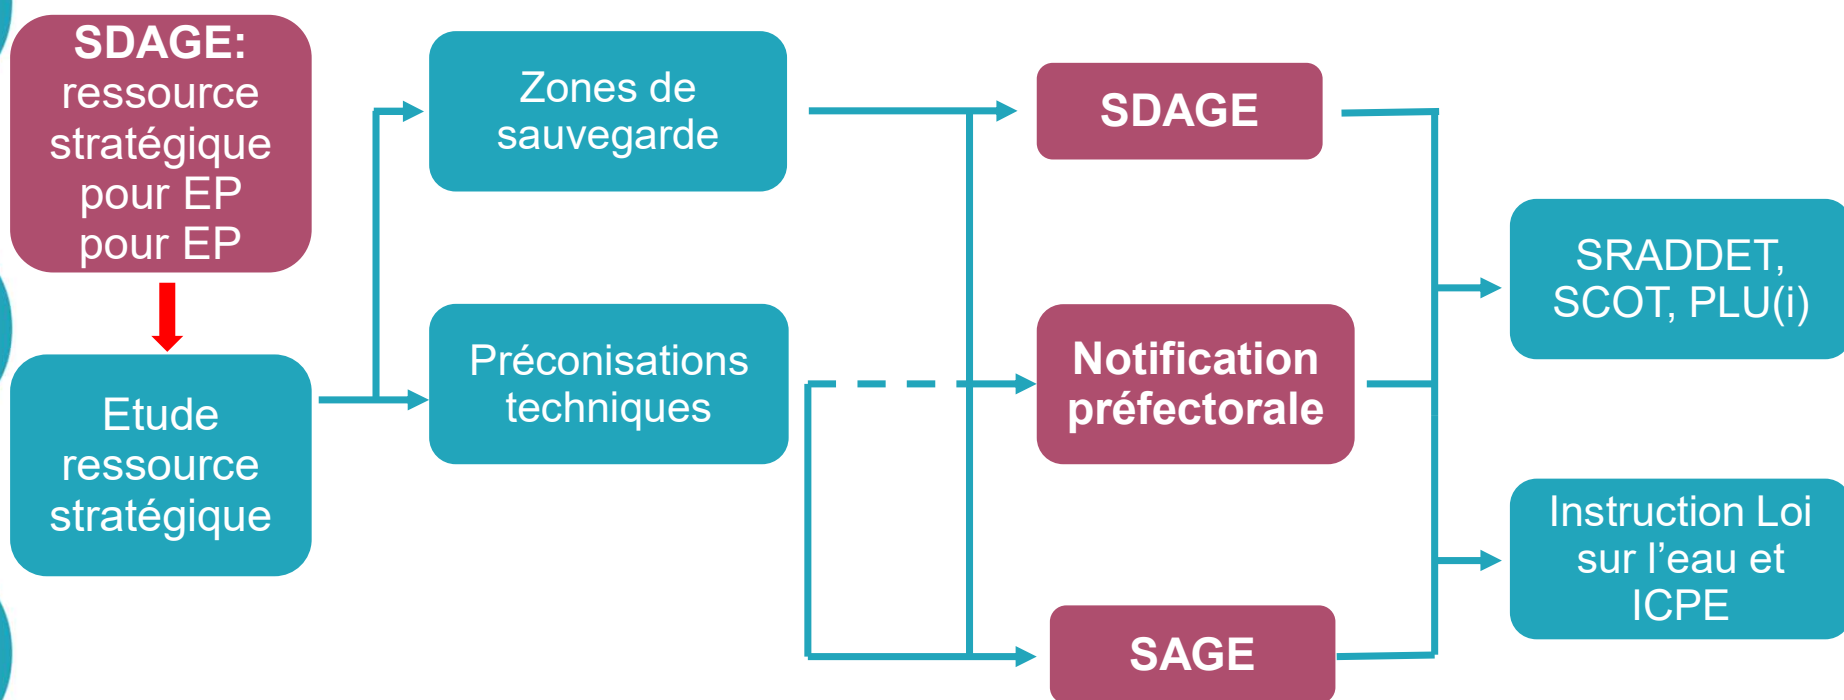 SDAGE:
ressource
stratégique
pour EP
pour EP
Etude
ressource
stratégique
Zones de
sauvegarde
Préconisations
techniques
SDAGE
Notification
préfectorale
SAGE
SRADDET,
SCOT, PLU(i)
Instruction Loi
sur l’eau et
ICPE